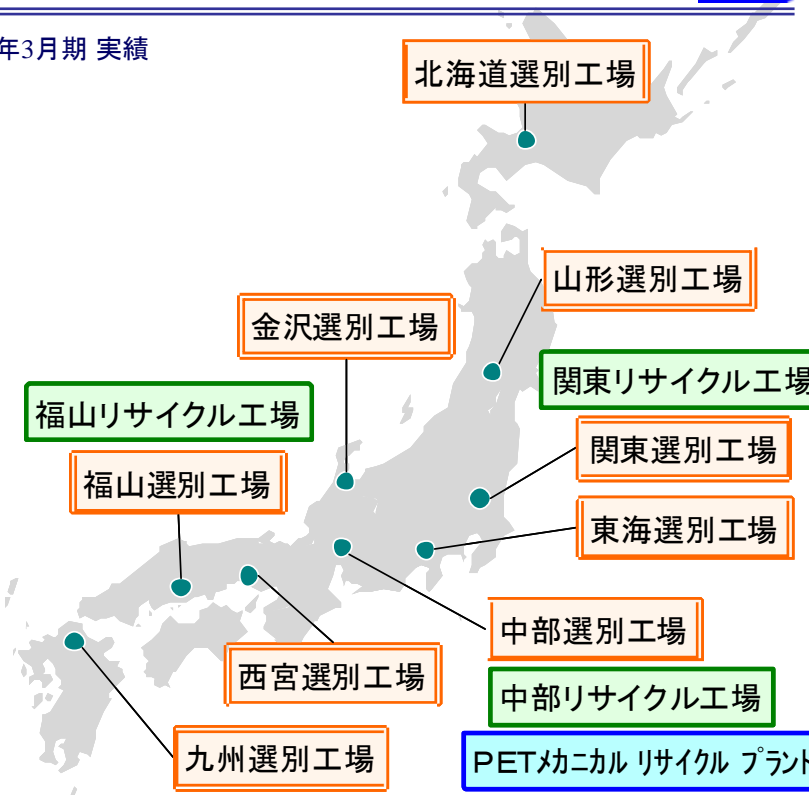 年3月期 実績
北海道選別工場
山形選別工場
金沢選別工場
関東リサイクル工場
福山リサイクル工場
関東選別工場
福山選別工場
東海選別工場
中部選別工場
西宮選別工場
中部リサイクル工場
九州選別工場
PETメカニカル リサイクル プラント